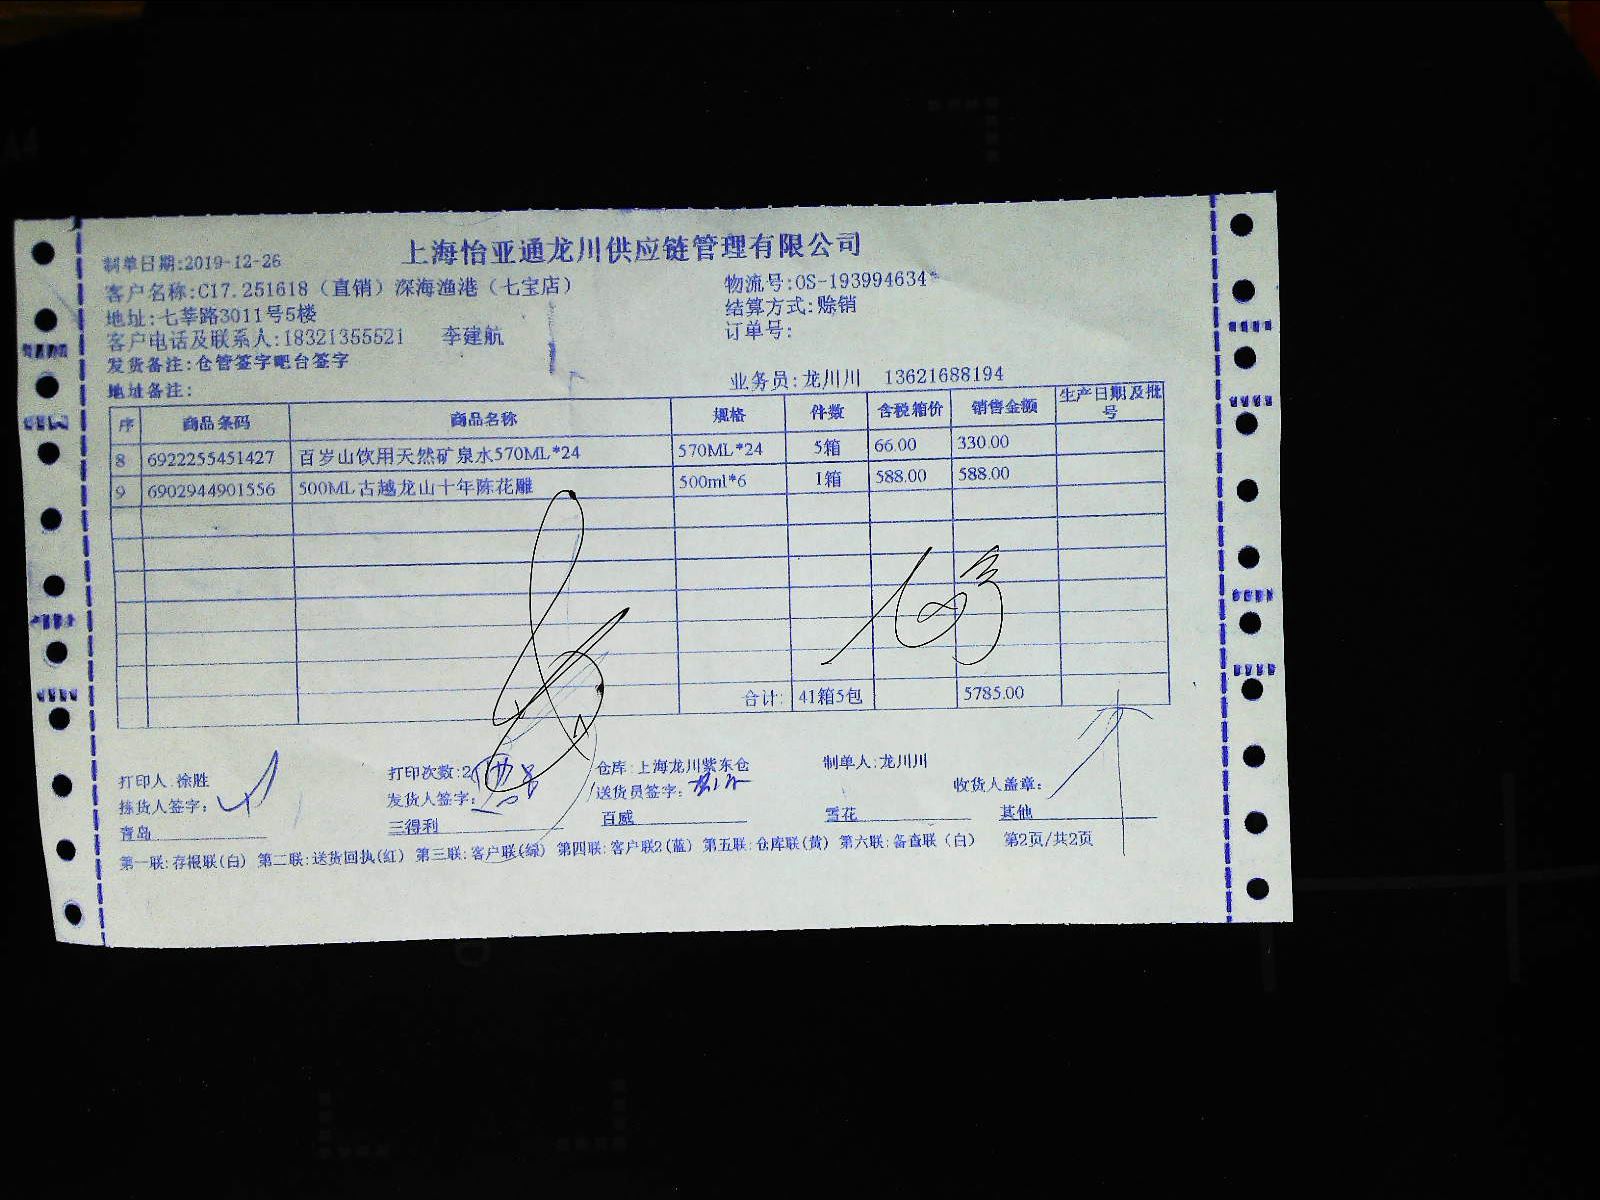 上海怡亚通龙川供应链管理有限公司
制单日期:2019-12-26
客户名称:C17.251618（直销）深海渔港（七宝店） 物流号:OS-193994634
地址:七莘路3011号5楼 结算方式:赊销
客户电话及联系人:18321355521 李建航 订单号:
发货备注:仓管签字吧台签字
地址备注: 业务员:龙川川 13621688194
序 商品条码 商品名称 规格 件数 含税箱价 销售金额 生产日期及批号
8 6922255451427 百岁山饮用天然矿泉水570ML*24 570ML*24 5箱 66.00 330.00
9 6902944901556 500ML古越龙山十年陈花雕 500ml*6 1箱 588.00 588.00
合计: 41箱5包 5785.00
打印人:徐胜 打印次数:2 仓库:上海龙川紫东仓 制单人:龙川川
拣货人签字: 发货人签字: 送货员签字: 收货人盖章:
青岛 三得利 百威 雪花 其他
第一联:存根联(白) 第二联:送货回执(红) 第三联:客户联(绿) 第四联:客户联2(蓝) 第五联:仓库联(黄) 第六联:备查联（白） 第2页/共2页
A4